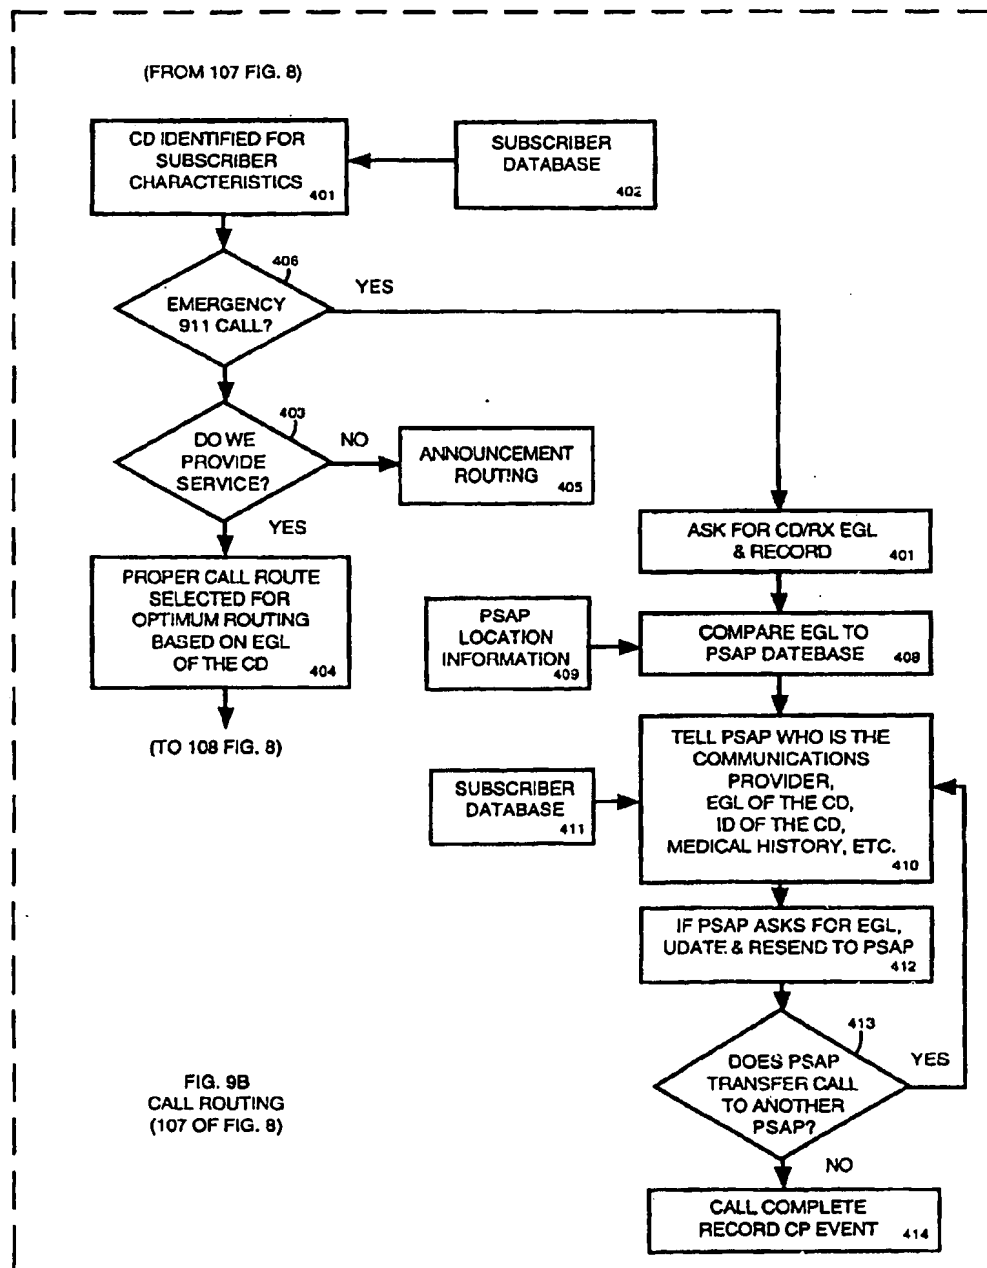 (FROM 107 FIG. 8)
CD IDENTIFIED FOR
SUBSCRIBER
CHARACTERISTICS
401
SUBSCRIBER
DATABASE
402
406
YES
EMERGENCY
911 CALL?
403
DO WE
PROVIDE
SERVICE?
NO
ANNOUNCEMENT
ROUTING
405
YES
PROPER CALL ROUTE
SELECTED FOR
OPTIMUM ROUTING
BASED ON EGL
OF THE CD
404
(TO 108 FIG. 8)
ASK FOR CD/RX EGL
& RECORD
401
PSAP
LOCATION
INFORMATION
409
COMPARE EGL TO
PSAP DATEBASE
408
SUBSCRIBER
DATABASE
411
TELL PSAP WHO IS THE
COMMUNICATIONS
PROVIDER,
EGL OF THE CD,
ID OF THE CD,
MEDICAL HISTORY, ETC.
410
IF PSAP ASKS FOR EGL,
UDATE & RESEND TO PSAP
412
413
DOES PSAP
TRANSFER CALL
TO ANOTHER
PSAP?
YES
NO
CALL COMPLETE
RECORD CP EVENT
414
FIG. 9B
CALL ROUTING
(107 OF FIG. 8)